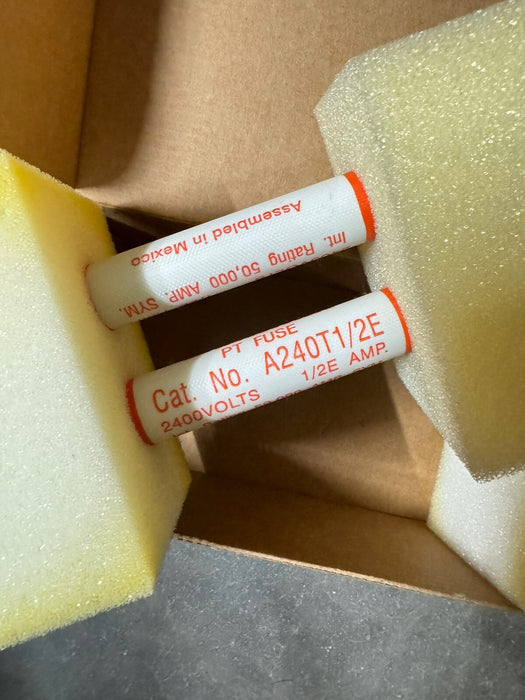 Assembled in Mexico
Int. Rating 50,000 AMP. SYM.
PT FUSE
Cat. No. A240T1/2E
2400VOLTS 1/2E AMP.